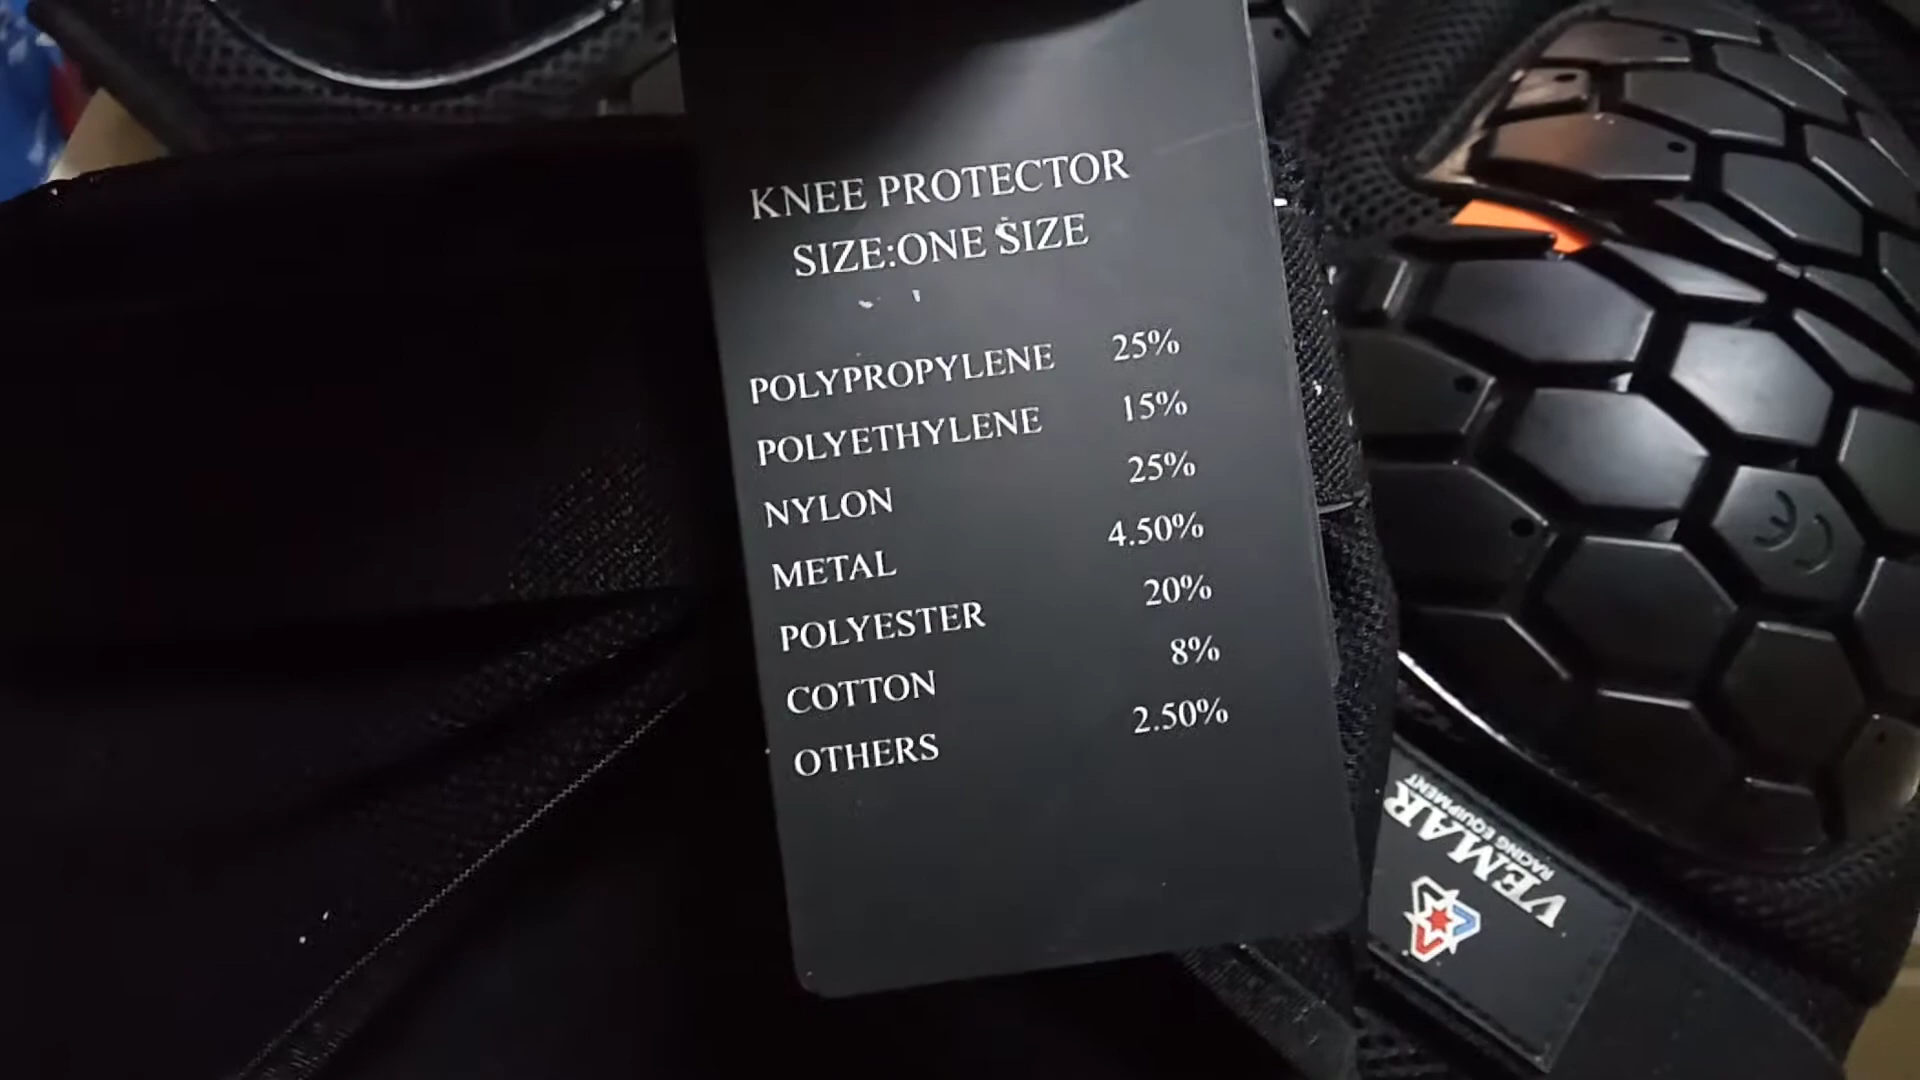 KNEE PROTECTOR
SIZE:ONE SIZE
POLYPROPYLENE 25%
POLYETHYLENE 15%
NYLON 25%
METAL 4.50%
POLYESTER 20%
COTTON 8%
OTHERS 2.50%
CE
VEMAR
RACING EQUIPMENT